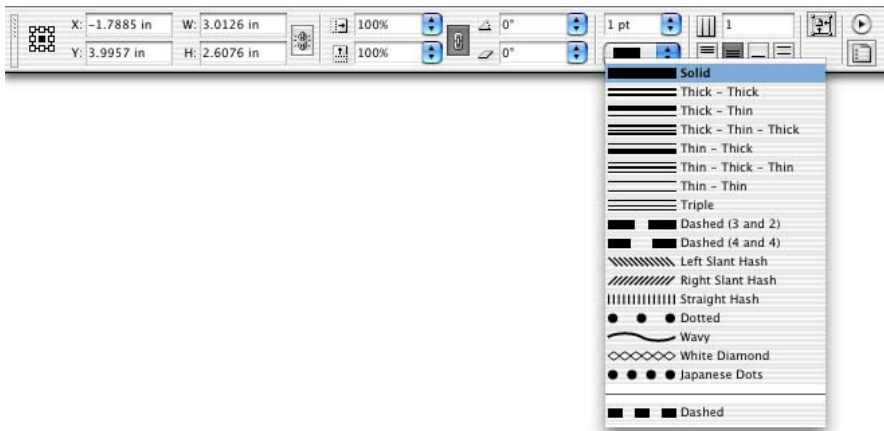 X: -1.7885 in W: 3.0126 in 100% 0° 1 pt 1
Y: 3.9957 in H: 2.6076 in 100% 0°
Solid
Thick - Thick
Thick - Thin
Thick - Thin - Thick
Thin - Thick
Thin - Thick - Thin
Thin - Thin
Triple
Dashed (3 and 2)
Dashed (4 and 4)
Left Slant Hash
Right Slant Hash
Straight Hash
Dotted
Wavy
White Diamond
Japanese Dots
Dashed